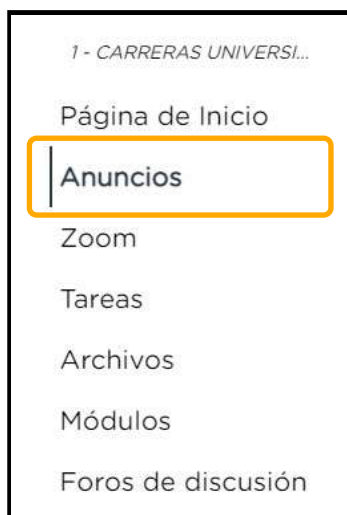 1 - CARRERAS UNIVERSI...
Página de Inicio
Anuncios
Zoom
Tareas
Archivos
Módulos
Foros de discusión